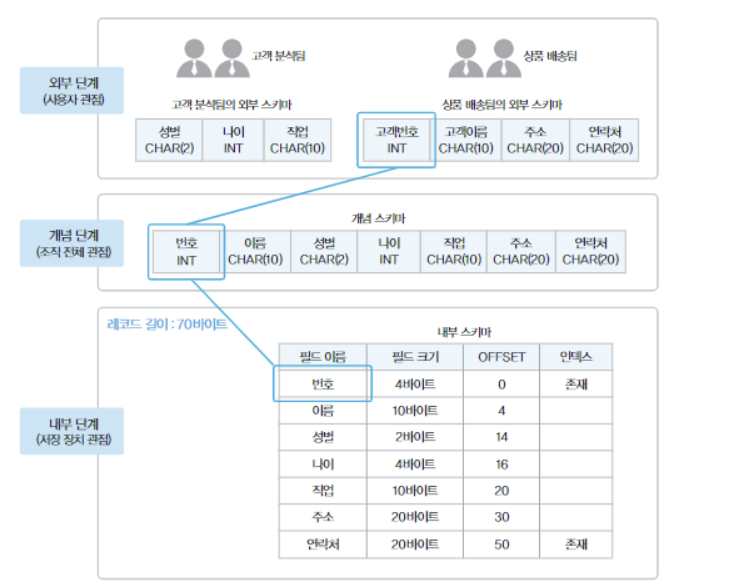 고객 분석팀
상품 배송팀
외부 단계
(사용자 관점)
고객 분석팀의 외부 스키마
상품 배송팀의 외부 스키마
성별 나이 직업
CHAR(2) INT CHAR(10)
고객번호 고객이름 주소 연락처
INT CHAR(10) CHAR(20) CHAR(20)
개념 단계
(조직 전체 관점)
개념 스키마
번호 이름 성별 나이 직업 주소 연락처
INT CHAR(10) CHAR(2) INT CHAR(10) CHAR(20) CHAR(20)
내부 단계
(저장 장치 관점)
레코드 길이 : 70바이트
내부 스키마
필드 이름 필드 크기 OFFSET 인덱스
번호 4바이트 0 존재
이름 10바이트 4
성별 2바이트 14
나이 4바이트 16
직업 10바이트 20
주소 20바이트 30
연락처 20바이트 50 존재